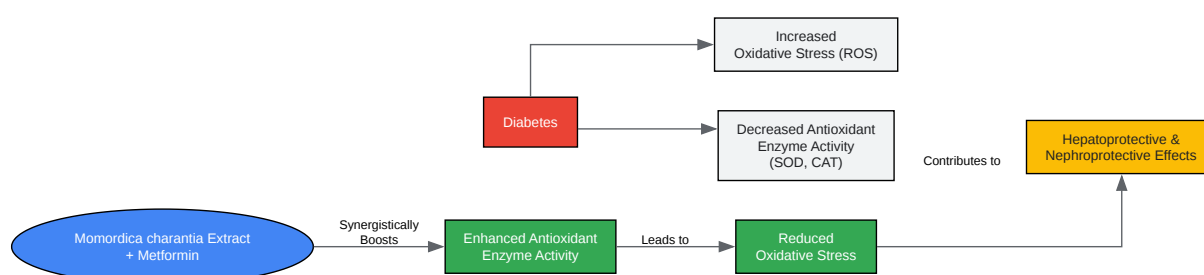 Increased
Oxidative Stress (ROS)
Diabetes
Decreased Antioxidant
Enzyme Activity
(SOD, CAT)
Contributes to
Hepatoprotective &
Nephroprotective Effects
Momordica charantia Extract
+ Metformin
Synergistically
Boosts
Enhanced Antioxidant
Enzyme Activity
Leads to
Reduced
Oxidative Stress